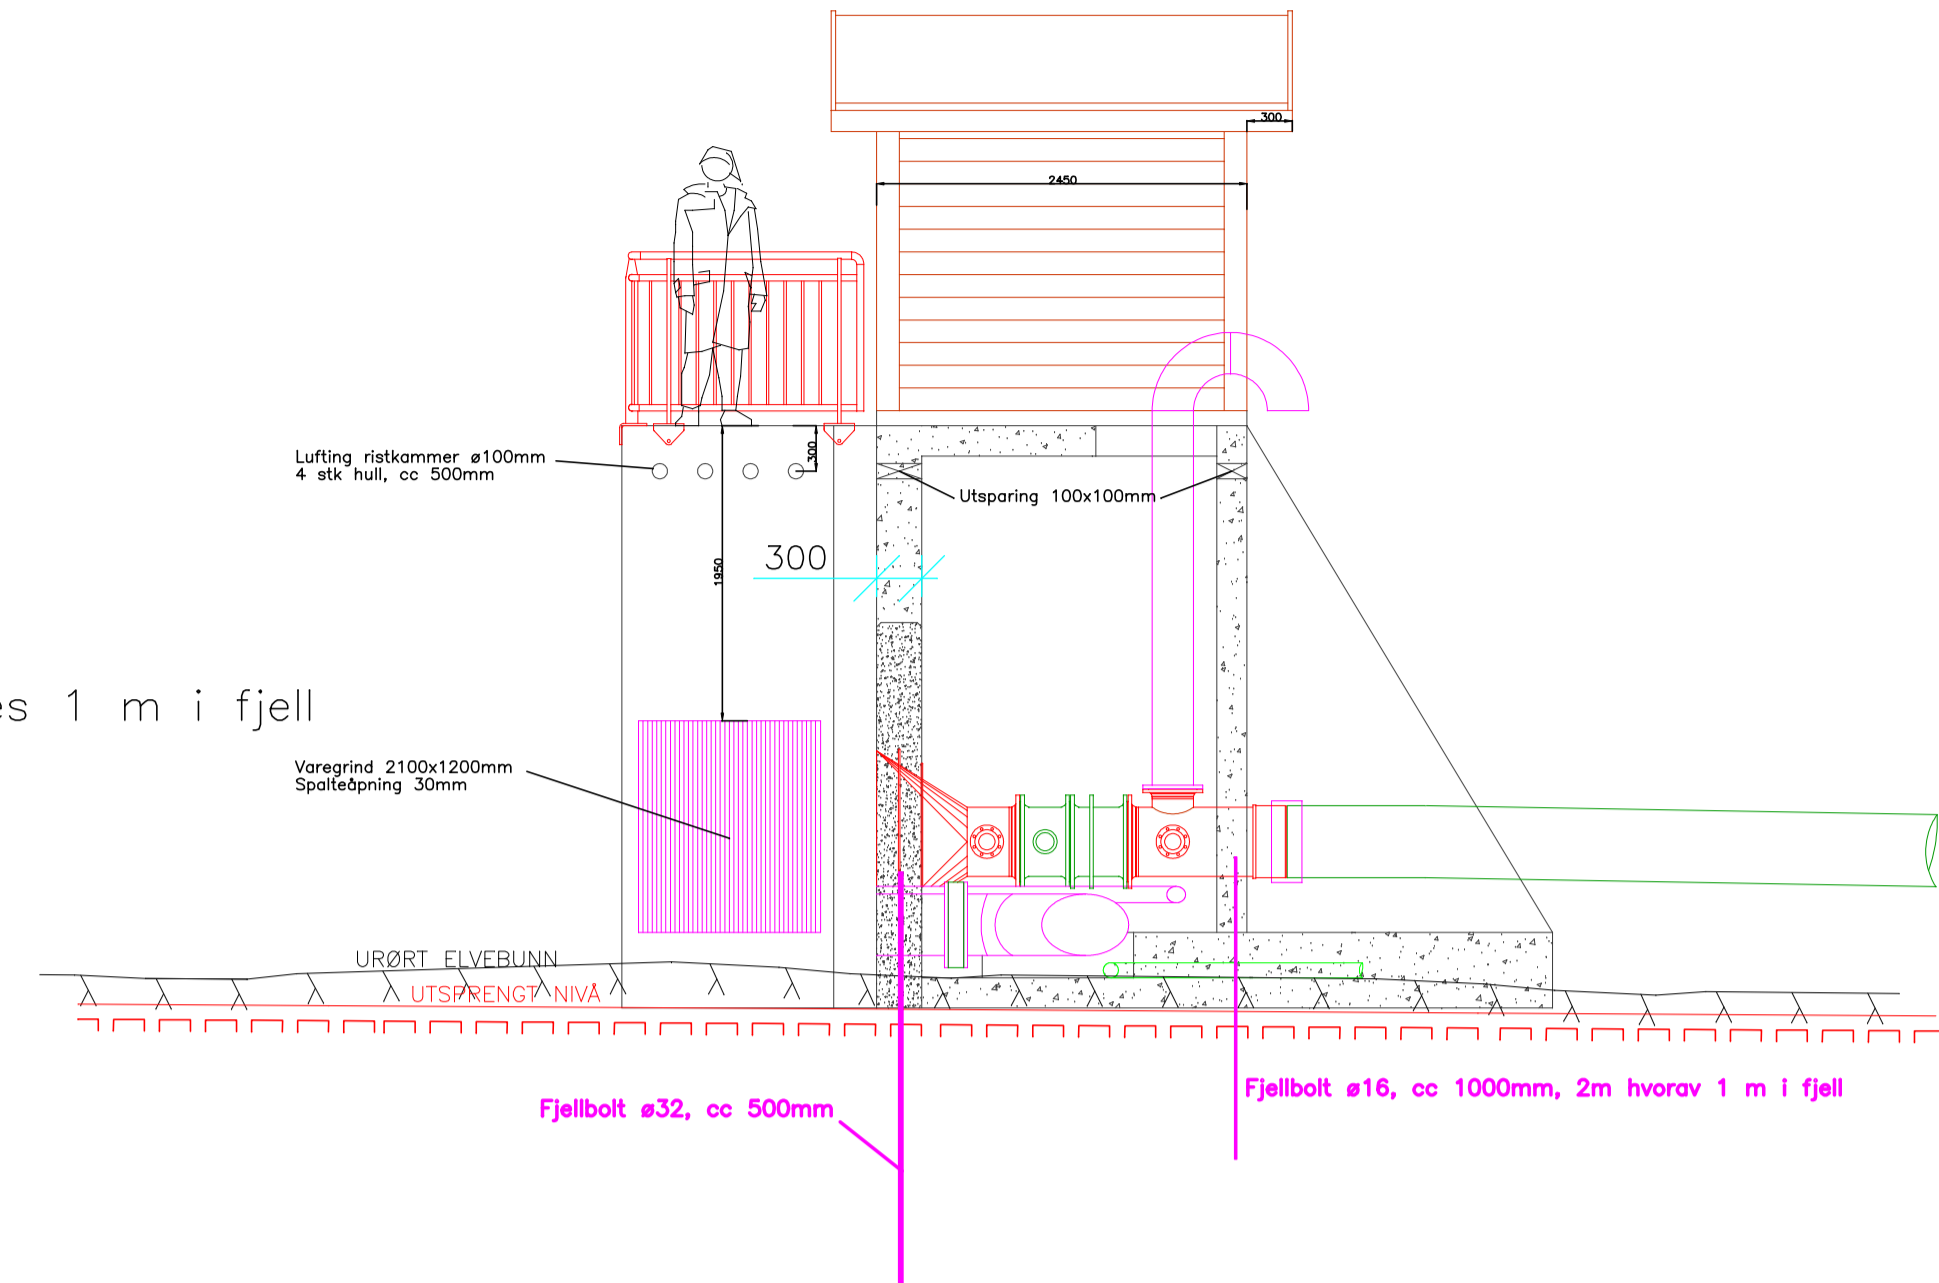 300
2450
Lufting ristkammer ø100mm
4 stk hull, cc 500mm
300
Utsparing 100x100mm
300
1950
es 1 m i fjell
Varegrind 2100x1200mm
Spalteåpning 30mm
URØRT ELVEBUNN
UTSPRENGT NIVÅ
Fjellbolt ø16, cc 1000mm, 2m hvorav 1 m i fjell
Fjellbolt ø32, cc 500mm